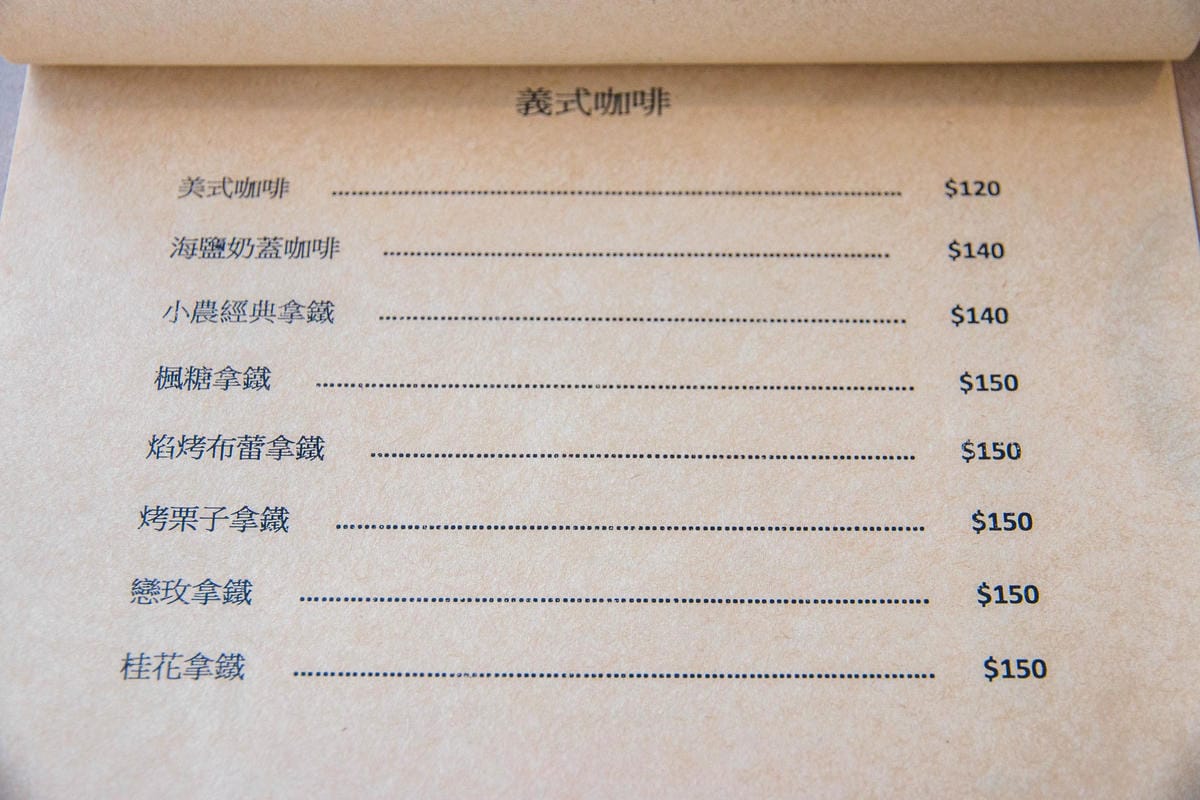 義式咖啡
美式咖啡 ........................ $120
海鹽奶蓋咖啡 ........................ $140
小農經典拿鐵 ........................ $140
楓糖拿鐵 ........................ $150
焰烤布蕾拿鐵 ........................ $150
烤栗子拿鐵 ........................ $150
戀玫拿鐵 ........................ $150
桂花拿鐵 ........................ $150